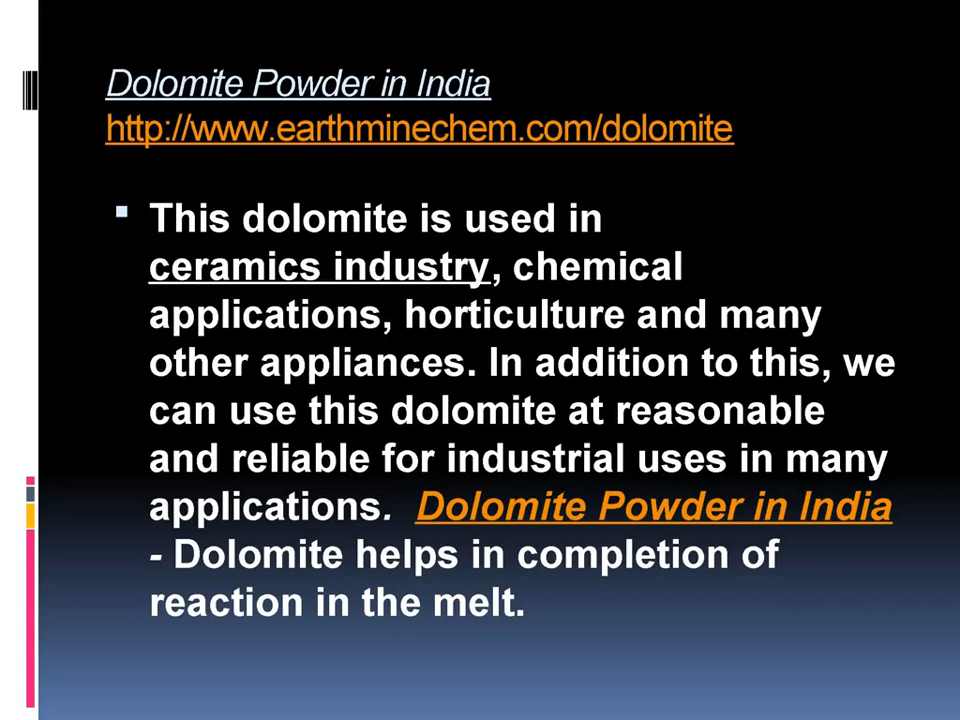 Dolomite Powder in India
http://www.earthminechem.com/dolomite
This dolomite is used in
ceramics industry, chemical
applications, horticulture and many
other appliances. In addition to this, we
can use this dolomite at reasonable
and reliable for industrial uses in many
applications. Dolomite Powder in India
- Dolomite helps in completion of
reaction in the melt.